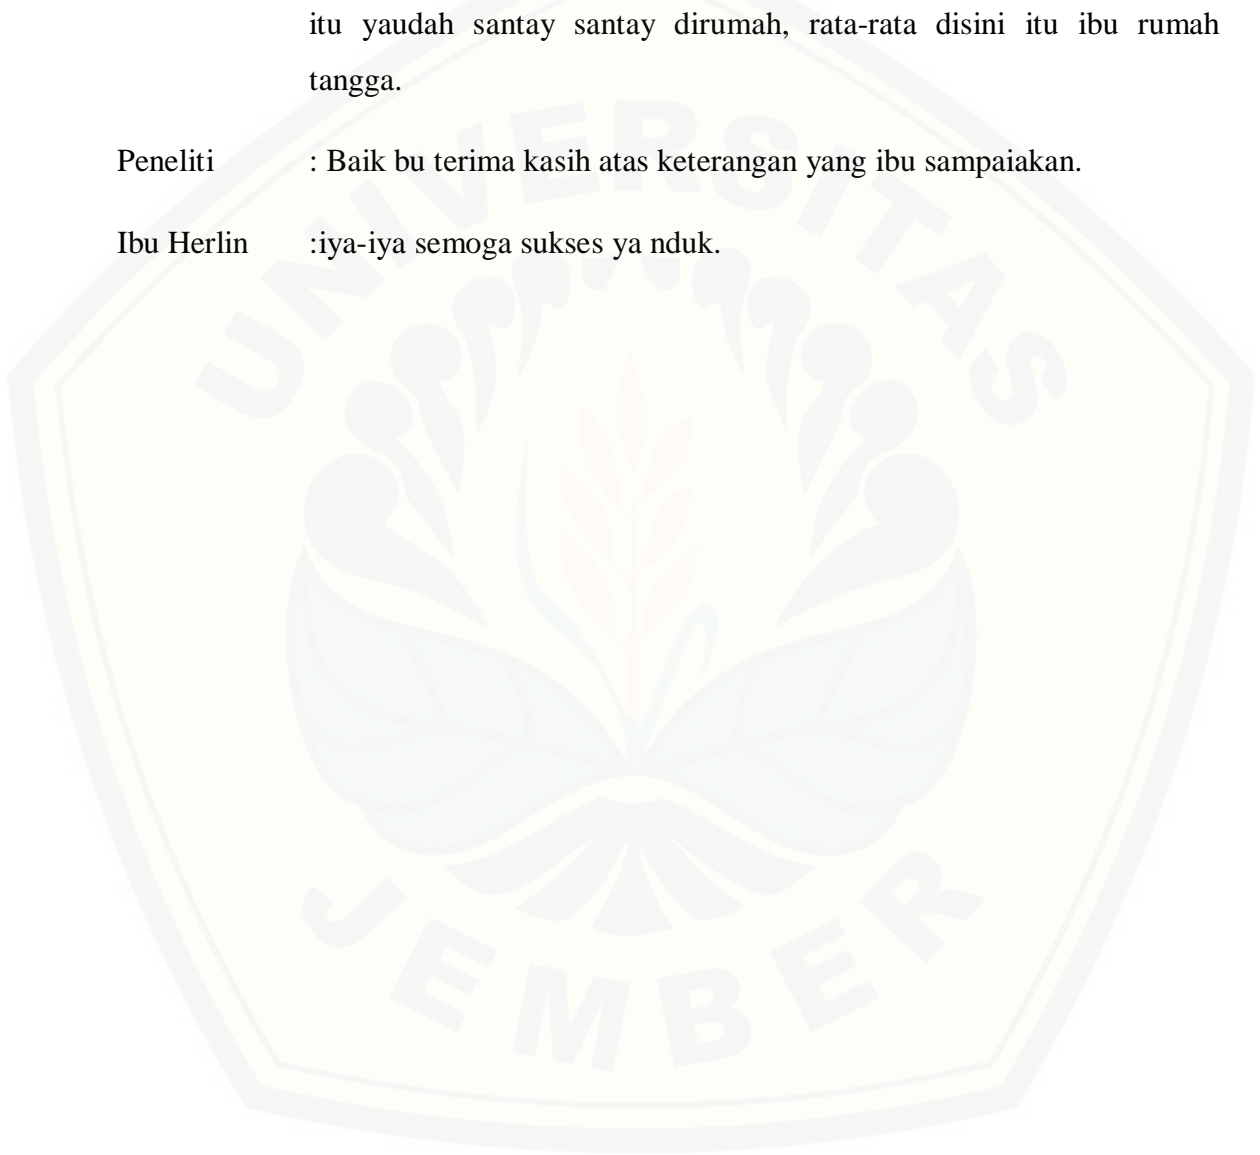 itu yaudah santay santay dirumah, rata-rata disini itu ibu rumah
tangga.
Peneliti : Baik bu terima kasih atas keterangan yang ibu sampaiakan.
Ibu Herlin :iya-iya semoga sukses ya nduk.
UNIVERSITAS
JEMBER